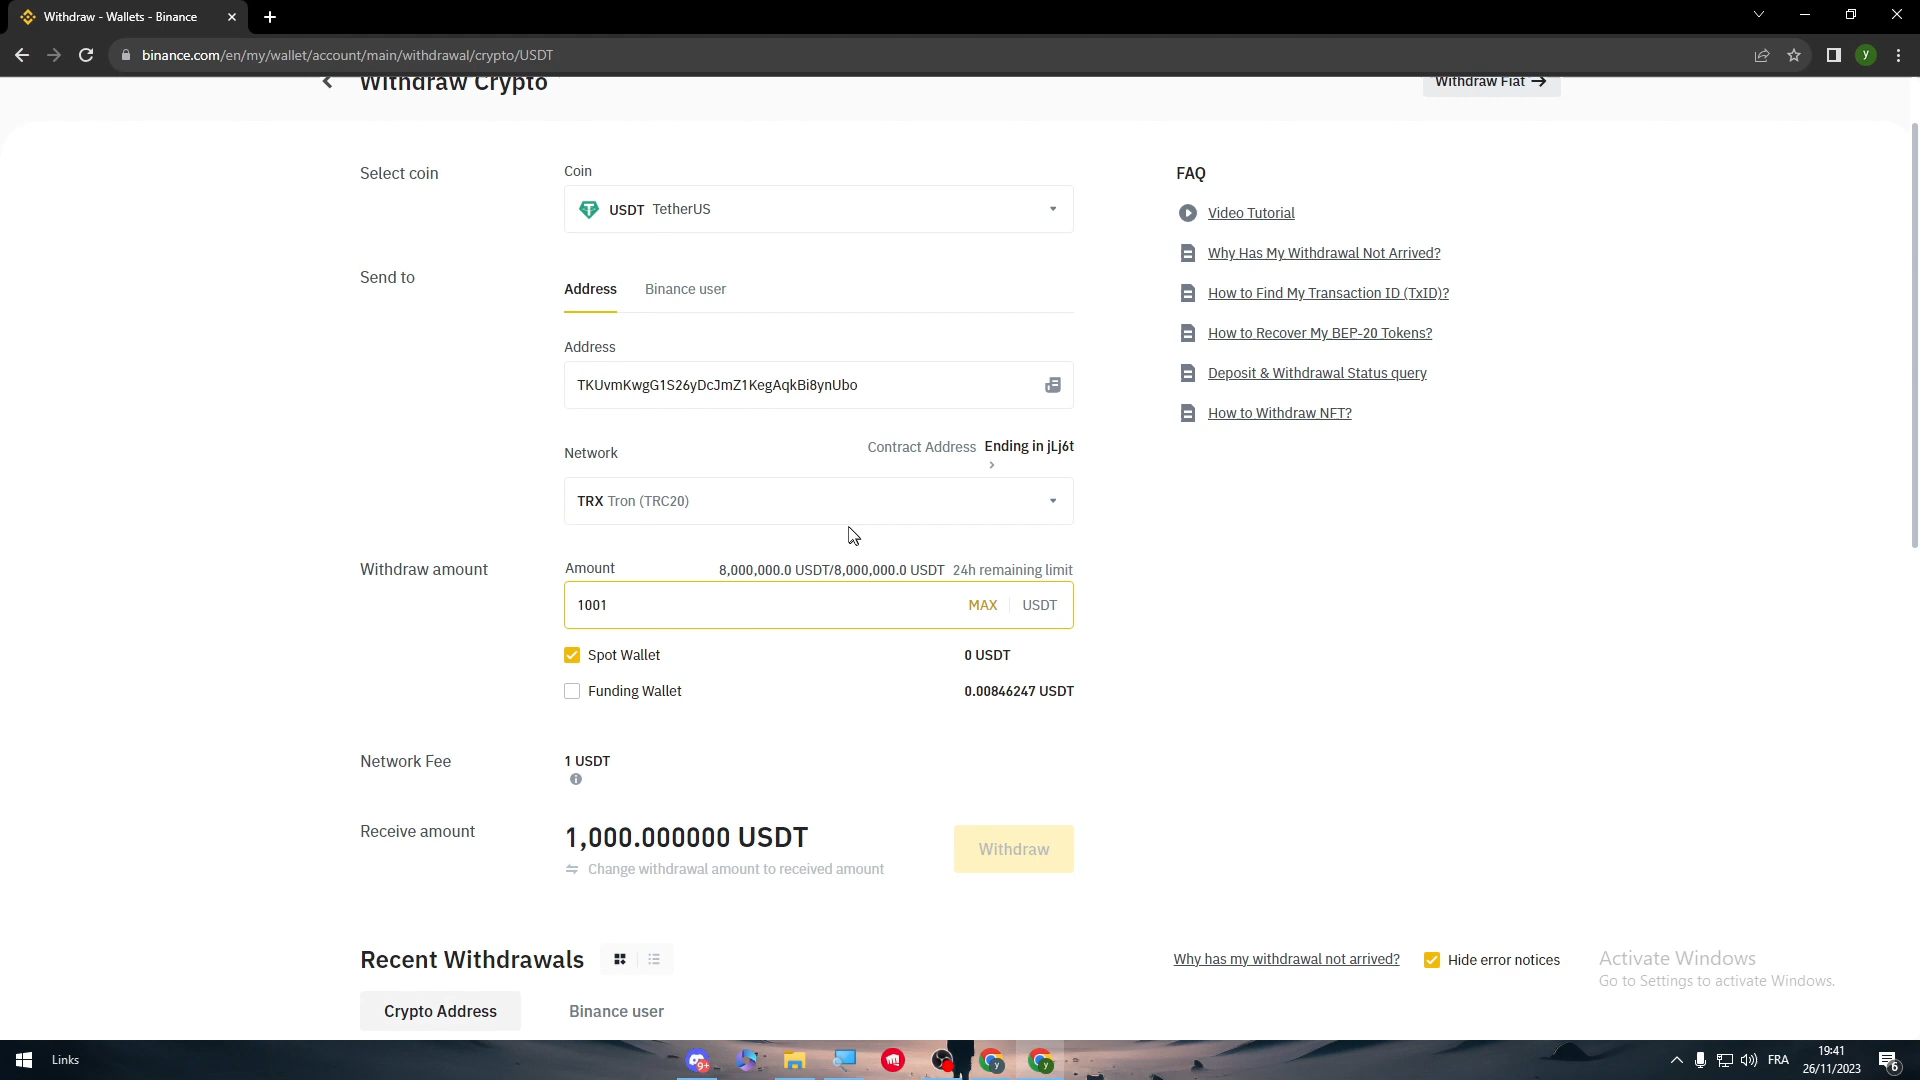 Withdraw - Wallets - Binance
binance.com/en/my/wallet/account/main/withdrawal/crypto/USDT
y
Withdraw Crypto
Withdraw Fiat →
Select coin
Coin
USDT TetherUS
Send to
Address
Binance user
Address
TKUvmKwgG1S26yDcJmZ1KegAqkBi8ynUbo
Network
Contract Address Ending in jLj6t
TRX Tron (TRC20)
Withdraw amount
Amount
8,000,000.0 USDT/8,000,000.0 USDT 24h remaining limit
1001
MAX
USDT
Spot Wallet
0 USDT
Funding Wallet
0.00846247 USDT
Network Fee
1 USDT
Receive amount
1,000.000000 USDT
Change withdrawal amount to received amount
Withdraw
FAQ
Video Tutorial
Why Has My Withdrawal Not Arrived?
How to Find My Transaction ID (TxID)?
How to Recover My BEP-20 Tokens?
Deposit & Withdrawal Status query
How to Withdraw NFT?
Recent Withdrawals
Why has my withdrawal not arrived?
Hide error notices
Crypto Address
Binance user
Activate Windows
Go to Settings to activate Windows.
Links
9+
y
y
FRA
19:41
26/11/2023
6